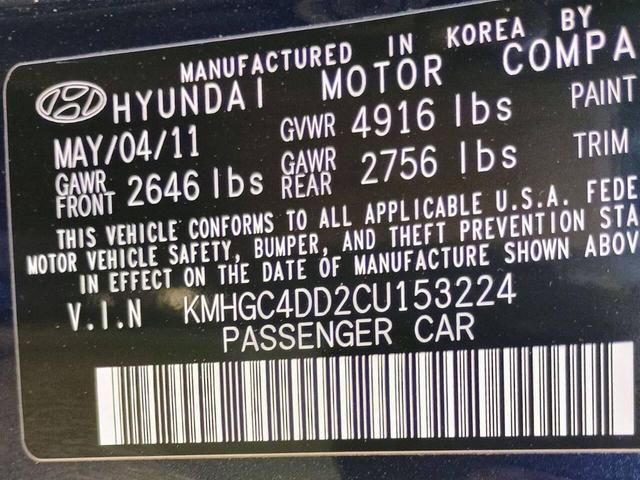 MANUFACTURED IN KOREA BY
HYUNDAI MOTOR COMPA
MAY/04/11 GVWR 4916 lbs PAINT
GAWR FRONT 2646 lbs GAWR REAR 2756 lbs TRIM
THIS VEHICLE CONFORMS TO ALL APPLICABLE U.S.A. FEDE
MOTOR VEHICLE SAFETY, BUMPER, AND THEFT PREVENTION STA
IN EFFECT ON THE DATE OF MANUFACTURE SHOWN ABOV
V.I.N KMHGC4DD2CU153224
PASSENGER CAR